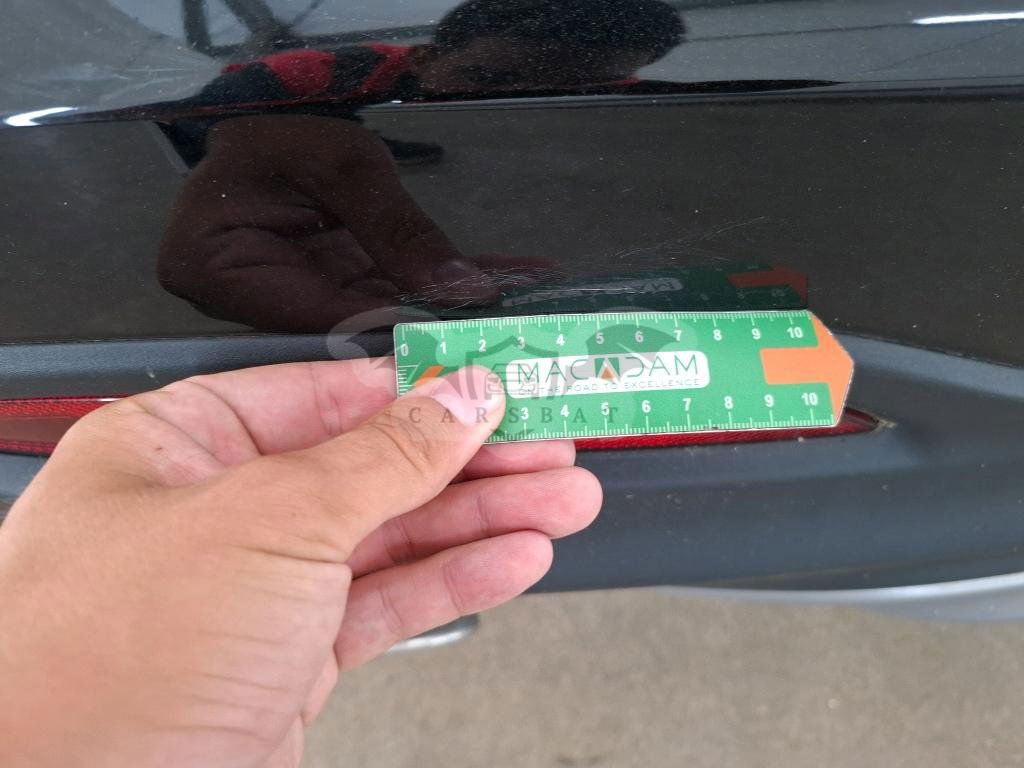 0 1 2 3 4 5 6 7 8 9 10
MACADAM
THE ROAD TO EXCELLENCE
CARSBAT
3 4 5 6 7 8 9 10